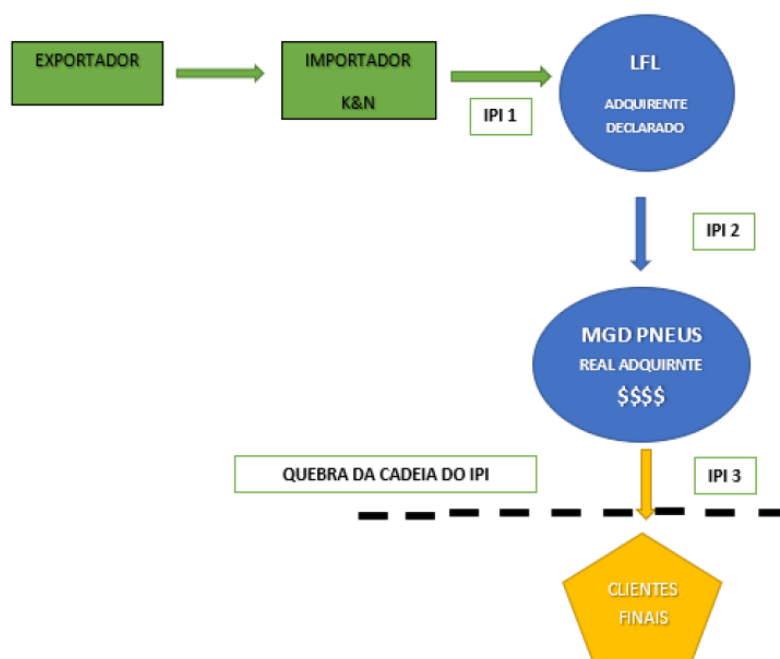 EXPORTADOR
IMPORTADOR
K&N
IPI 1
LFL
ADQUIRENTE
DECLARADO
IPI 2
MGD PNEUS
REAL ADQUIRNTE
$$$$
QUEBRA DA CADEIA DO IPI
IPI 3
CLIENTES
FINAIS